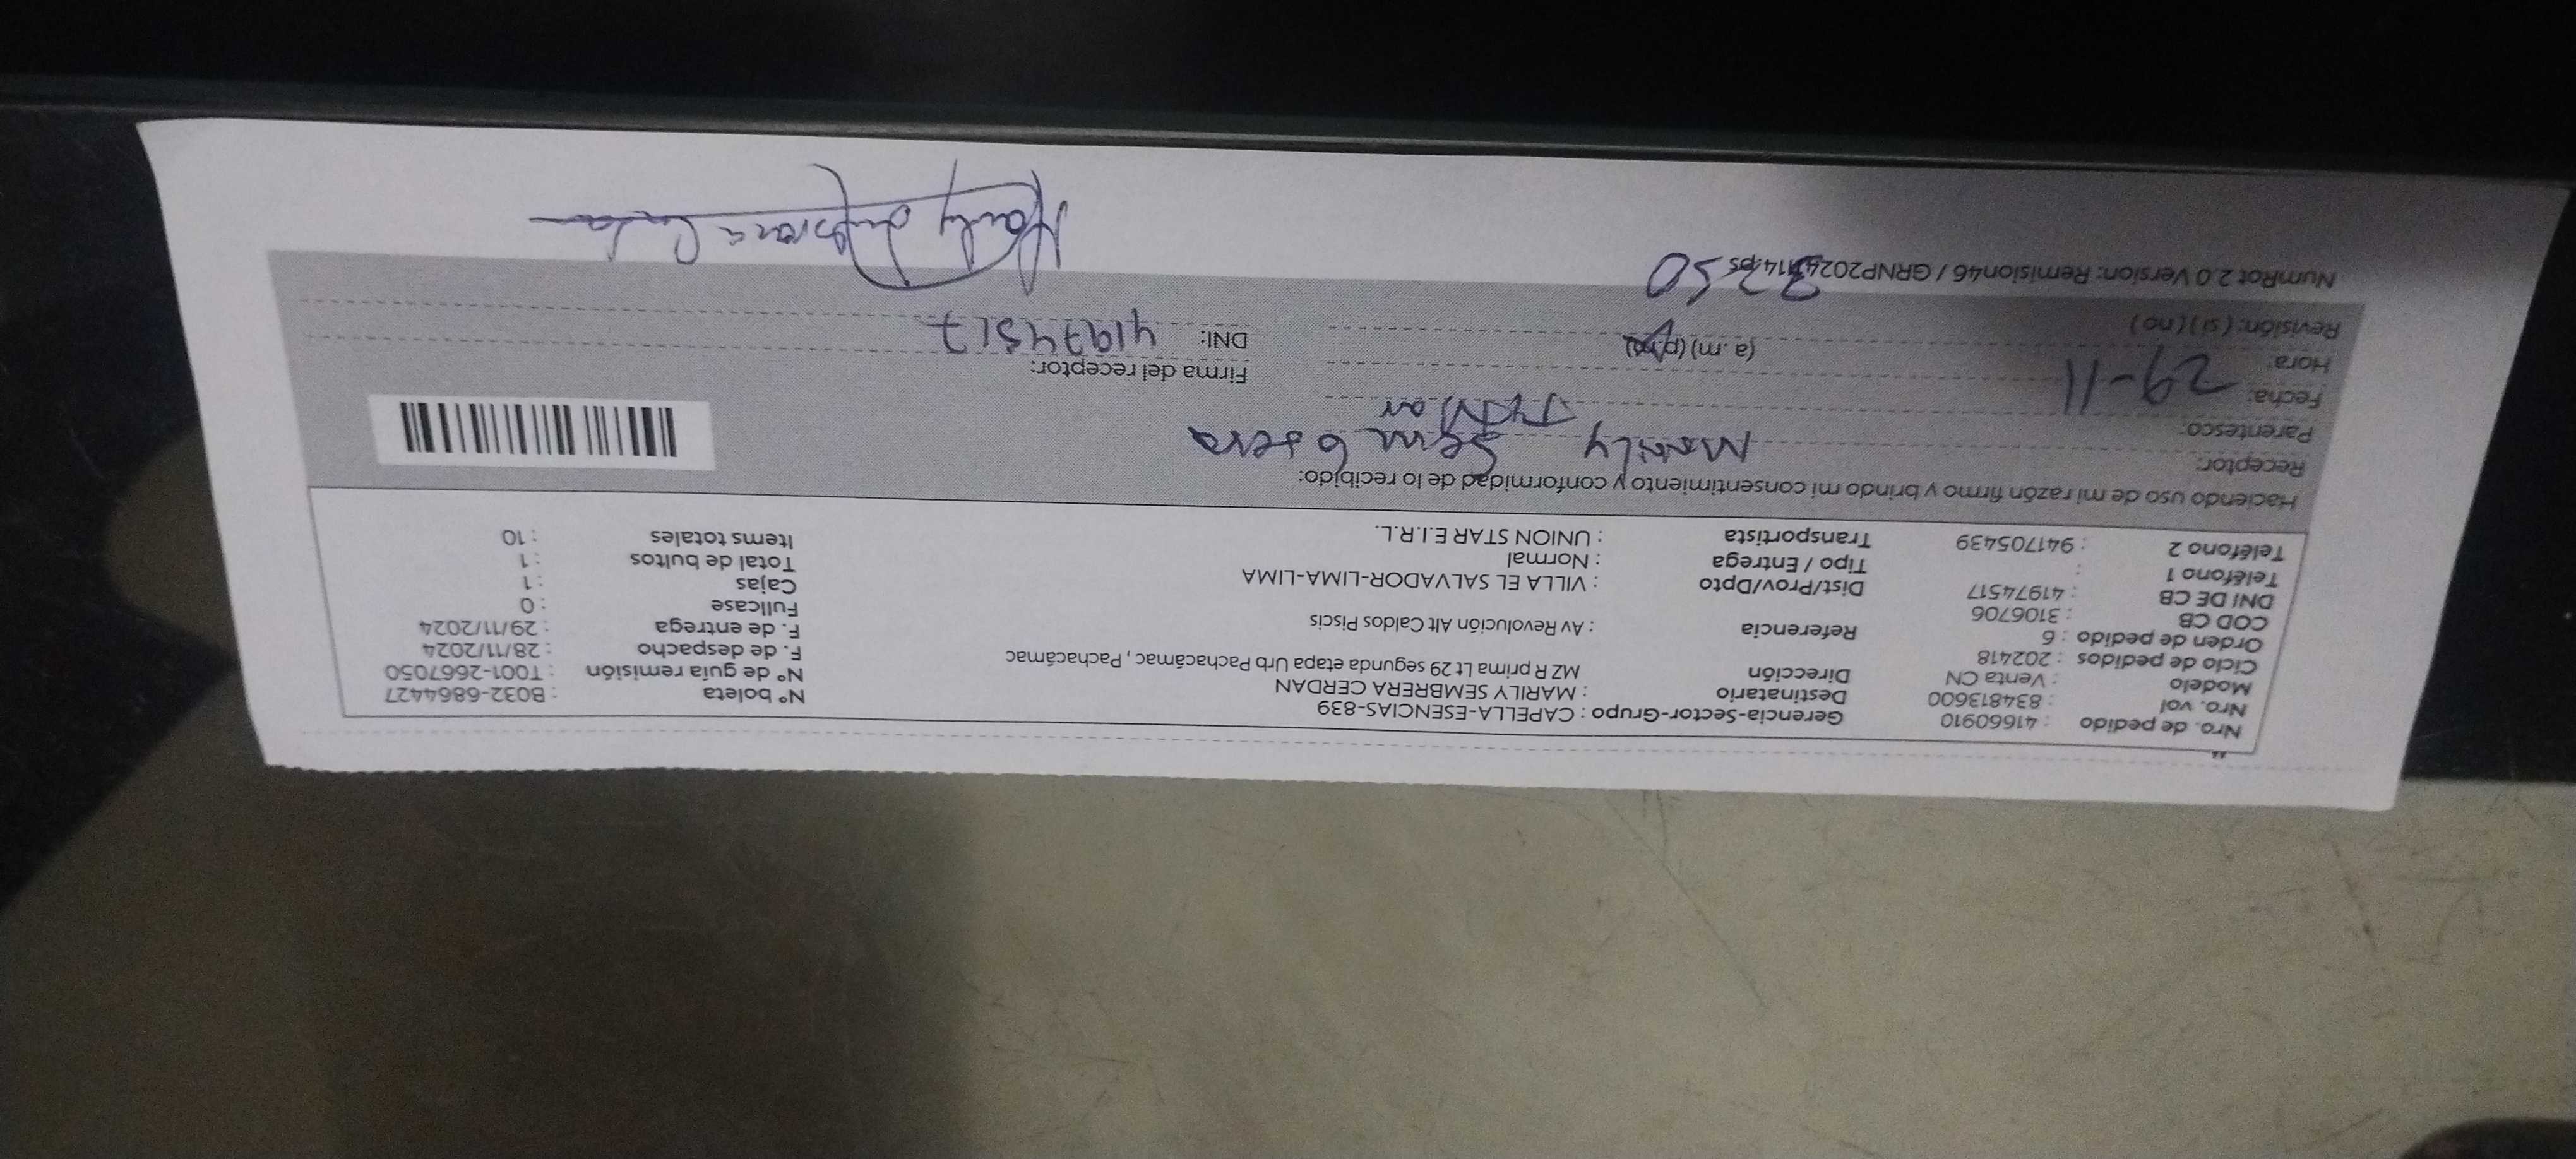 Nro. de pedido : 41660910 Gerencia-Sector-Grupo : CAPELLA-ESENCIAS-839 N° boleta : B032-6864427
Nro. vol : 834813600 Destinatario : MARILY SEMBRERA CERDAN N° de guía remisión : T001-2667050
Modelo : Venta CN Dirección MZ R prima Lt 29 segunda etapa Urb Pachacámac , Pachacámac F. de despacho : 28/11/2024
Ciclo de pedidos : 202418 F. de entrega : 29/11/2024
Orden de pedido : 6 Referencia : Av Revolución Alt Caldos Piscis Fullcase : 0
COD CB : 3106706 Cajas : 1
DNI DE CB : 41974517 Dist/Prov/Dpto : VILLA EL SALVADOR-LIMA-LIMA Total de bultos : 1
Teléfono 1 : Tipo / Entrega : Normal Items totales : 10
Teléfono 2 : 941705439 Transportista : UNION STAR E.I.R.L.
Haciendo uso de mi razón firmo y brindo mi consentimiento y conformidad de lo recibido:
Receptor: Marily Sembrera
Parentesco:
Fecha: 29-11 Firma del receptor:
Hora: (a.m) (p.m) DNI: 41974517
Revisión: (si) (no)
NumRot 2.0 Version: Remision46 / GRNP20241114.ps